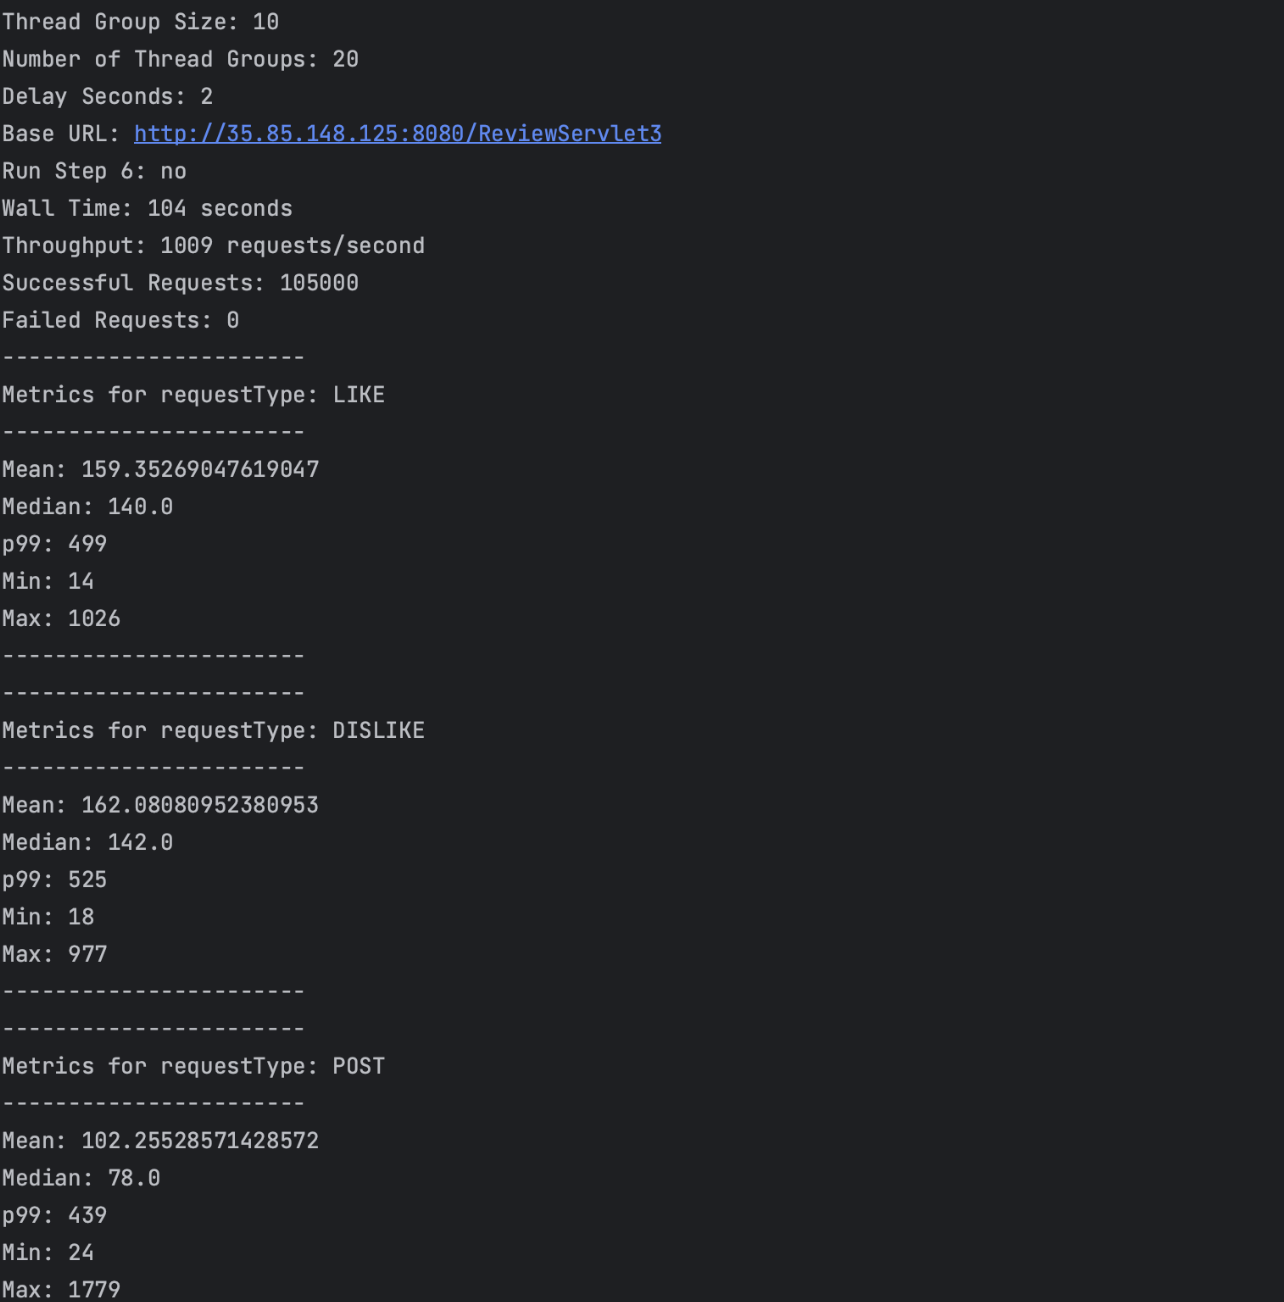 Thread Group Size: 10
Number of Thread Groups: 20
Delay Seconds: 2
Base URL: http://35.85.148.125:8080/ReviewServlet3
Run Step 6: no
Wall Time: 104 seconds
Throughput: 1009 requests/second
Successful Requests: 105000
Failed Requests: 0
-----------------------
Metrics for requestType: LIKE
-----------------------
Mean: 159.35269047619047
Median: 140.0
p99: 499
Min: 14
Max: 1026
-----------------------
-----------------------
Metrics for requestType: DISLIKE
-----------------------
Mean: 162.08080952380953
Median: 142.0
p99: 525
Min: 18
Max: 977
-----------------------
-----------------------
Metrics for requestType: POST
-----------------------
Mean: 102.25528571428572
Median: 78.0
p99: 439
Min: 24
Max: 1779